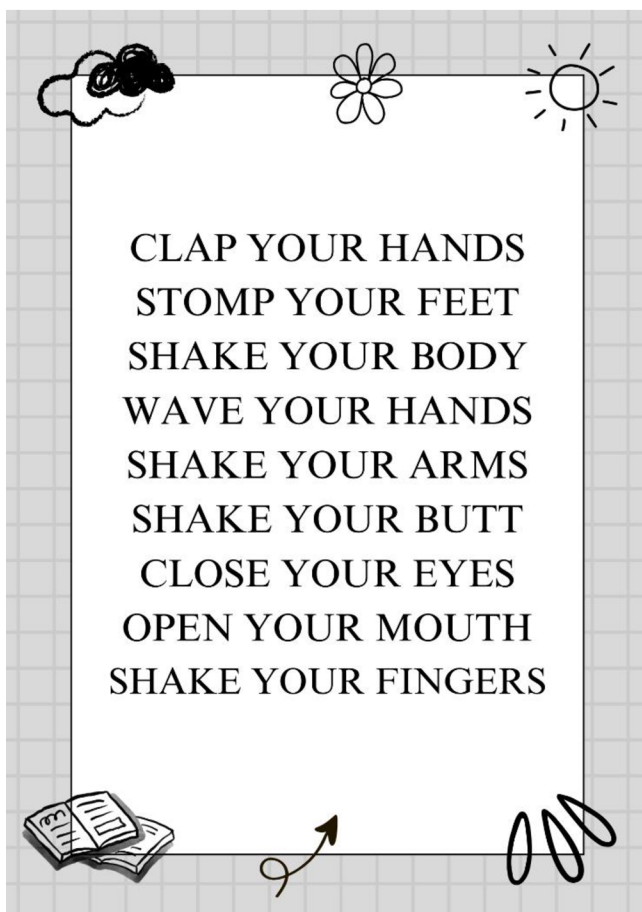 CLAP YOUR HANDS
STOMP YOUR FEET
SHAKE YOUR BODY
WAVE YOUR HANDS
SHAKE YOUR ARMS
SHAKE YOUR BUTT
CLOSE YOUR EYES
OPEN YOUR MOUTH
SHAKE YOUR FINGERS